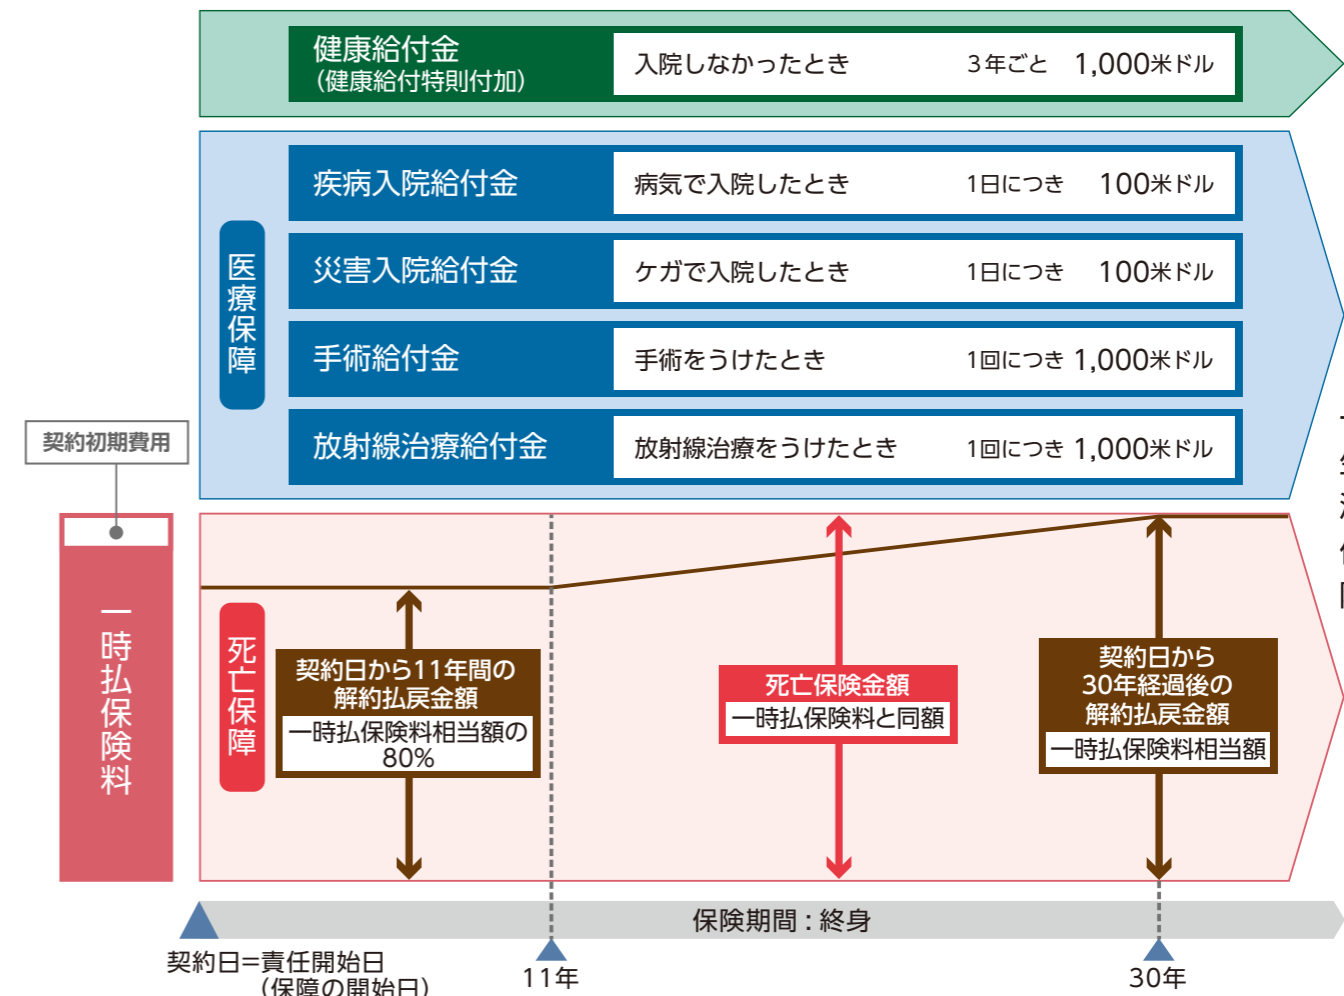 健康給付金
（健康給付特則付加）
入院しなかったとき 3年ごと 1,000米ドル
医療保障
疾病入院給付金
病気で入院したとき 1日につき 100米ドル
災害入院給付金
ケガで入院したとき 1日につき 100米ドル
手術給付金
手術をうけたとき 1回につき 1,000米ドル
放射線治療給付金
放射線治療をうけたとき 1回につき 1,000米ドル
契約初期費用
一時払保険料
死亡保障
契約日から11年間の
解約払戻金額
一時払保険料相当額の
80%
死亡保険金額
一時払保険料と同額
契約日から
30年経過後の
解約払戻金額
一時払保険料相当額
保険期間：終身
契約日=責任開始日
（保障の開始日）
11年
30年